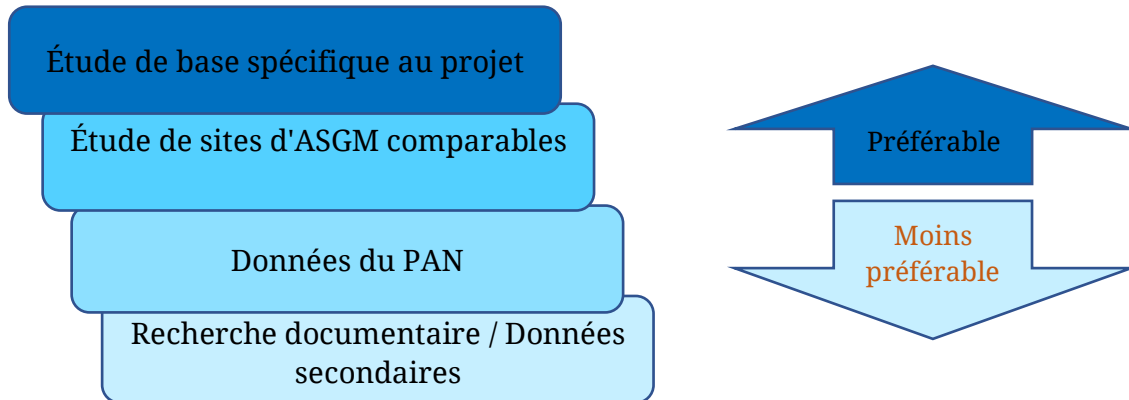 Étude de base spécifique au projet
Étude de sites d'ASGM comparables
Données du PAN
Recherche documentaire / Données
secondaires
Préférable
Moins
préférable